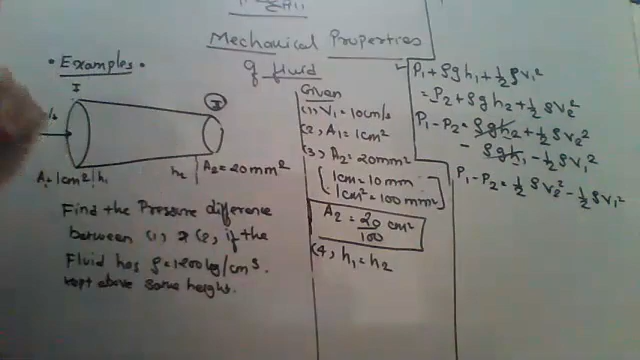 Mechanical Properties
of fluid
• Examples •
I
II
A₁=1cm² h₁
h₂ A₂=20mm²
Find the Pressure difference
between (1) & (2), if the
Fluid has ρ=1200kg/cm³.
kept above same height.
Given
(1) V₁=10cm/s
(2) A₁=1cm²
(3) A₂=20mm²
1cm=10mm
1cm²=100mm²
A₂=20/100 cm²
(4) h₁=h₂
P₁+ρgh₁+½ρv₁²
=P₂+ρgh₂+½ρv₂²
P₁-P₂=ρgh₂+½ρv₂²
-ρgh₁-½ρv₁²
P₁-P₂=½ρv₂²-½ρv₁²